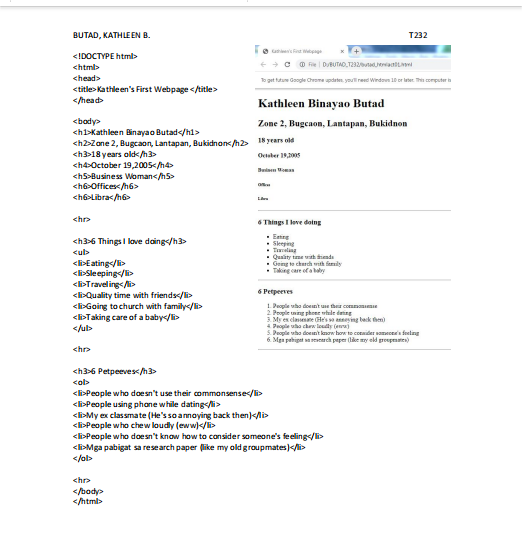 BUTAD, KATHLEEN B.
T232
<!DOCTYPE html>
<html>
<head>
<title>Kathleen's First Webpage </title>
</head>
<body>
<h1>Kathleen Binayao Butad</h1>
<h2>Zone 2, Bugcaon, Lantapan, Bukidnon</h2>
<h3>18 years old</h3>
<h4>October 19,2005</h4>
<h5>Business Woman</h5>
<h6>Offices</h6>
<h6>Libra</h6>
<hr>
<h3>6 Things I love doing</h3>
<ul>
<li>Eating</li>
<li>Sleeping</li>
<li>Traveling</li>
<li>Quality time with friends</li>
<li>Going to church with family</li>
<li>Taking care of a baby</li>
</ul>
<hr>
<h3>6 Petpeeves</h3>
<ol>
<li>People who doesn't use their commonsense</li>
<li>People using phone while dating</li>
<li>My ex classmate (He's so annoying back then)</li>
<li>People who chew loudly (eww)</li>
<li>People who doesn't know how to consider someone's feeling</li>
<li>Mga pabigat sa research paper (like my old groupmates)</li>
</ol>
<hr>
</body>
</html>
Kathleen's First Webpage
File | D:/BUTAD_T232/butad_htmlact01.html
To get future Google Chrome updates, you'll need Windows 10 or later. This computer is
Kathleen Binayao Butad
Zone 2, Bugcaon, Lantapan, Bukidnon
18 years old
October 19,2005
Business Woman
Offices
Libra
6 Things I love doing
• Eating
• Sleeping
• Traveling
• Quality time with friends
• Going to church with family
• Taking care of a baby
6 Petpeeves
1. People who doesn't use their commonsense
2. People using phone while dating
3. My ex classmate (He's so annoying back then)
4. People who chew loudly (eww)
5. People who doesn't know how to consider someone's feeling
6. Mga pabigat sa research paper (like my old groupmates)